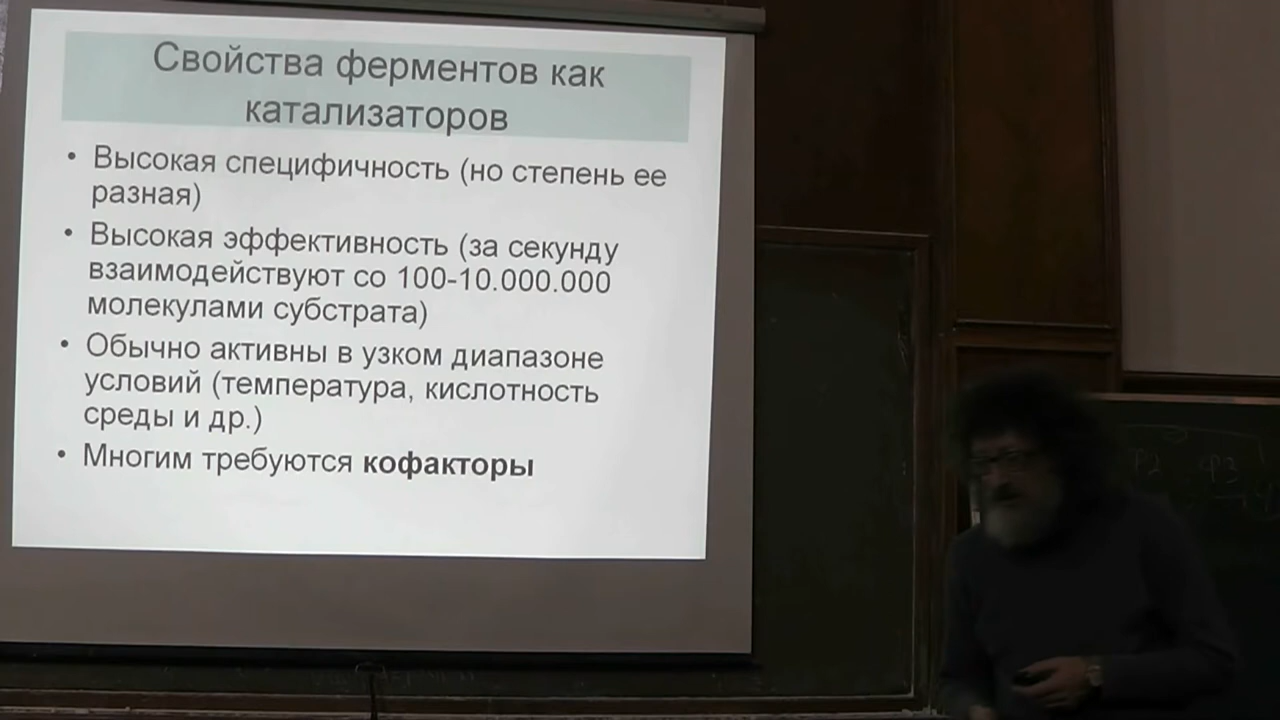 Свойства ферментов как
катализаторов
• Высокая специфичность (но степень ее
разная)
• Высокая эффективность (за секунду
взаимодействуют со 100-10.000.000
молекулами субстрата)
• Обычно активны в узком диапазоне
условий (температура, кислотность
среды и др.)
• Многим требуются кофакторы